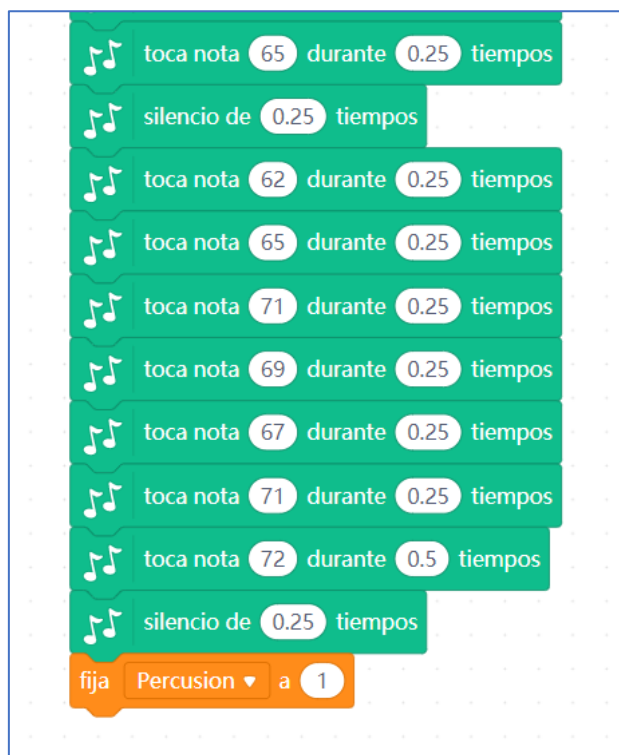 toca nota 65 durante 0.25 tiempos
silencio de 0.25 tiempos
toca nota 62 durante 0.25 tiempos
toca nota 65 durante 0.25 tiempos
toca nota 71 durante 0.25 tiempos
toca nota 69 durante 0.25 tiempos
toca nota 67 durante 0.25 tiempos
toca nota 71 durante 0.25 tiempos
toca nota 72 durante 0.5 tiempos
silencio de 0.25 tiempos
fija Percusion a 1